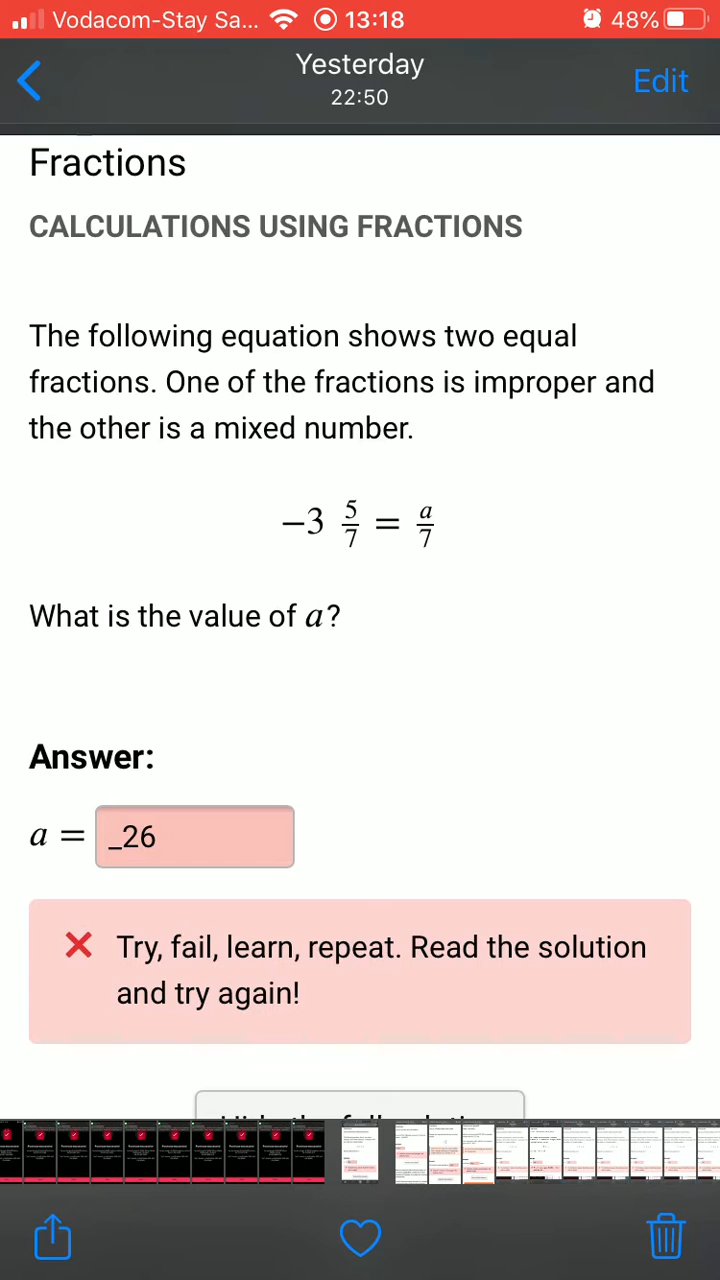 Vodacom-Stay Sa... 13:18 48%
Yesterday
22:50
Edit
Fractions
CALCULATIONS USING FRACTIONS
The following equation shows two equal
fractions. One of the fractions is improper and
the other is a mixed number.
−3 5/7 = a/7
What is the value of a?
Answer:
a = _26
Try, fail, learn, repeat. Read the solution
and try again!